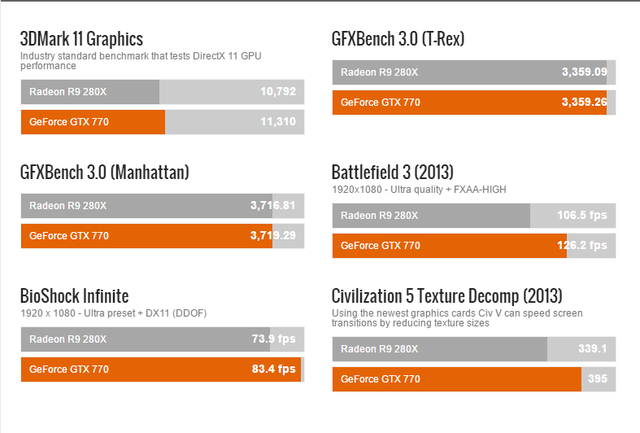 3DMark 11 Graphics
Industry standard benchmark that tests DirectX 11 GPU
performance
Radeon R9 280X 10,792
GeForce GTX 770 11,310
GFXBench 3.0 (T-Rex)
Radeon R9 280X 3,359.09
GeForce GTX 770 3,359.26
GFXBench 3.0 (Manhattan)
Radeon R9 280X 3,716.81
GeForce GTX 770 3,719.29
Battlefield 3 (2013)
1920x1080 - Ultra quality + FXAA-HIGH
Radeon R9 280X 106.5 fps
GeForce GTX 770 126.2 fps
BioShock Infinite
1920 x 1080 - Ultra preset + DX11 (DDOF)
Radeon R9 280X 73.9 fps
GeForce GTX 770 83.4 fps
Civilization 5 Texture Decomp (2013)
Using the newest graphics cards Civ V can speed screen
transitions by reducing texture sizes
Radeon R9 280X 339.1
GeForce GTX 770 395